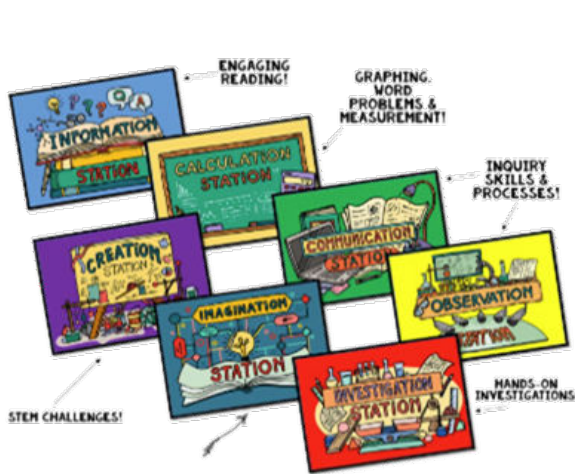 ENGAGING
READING!
GRAPHING,
WORD
PROBLEMS &
MEASUREMENT!
INFORMATION
STATION
Q A
CALCULATION
STATION
INQUIRY
SKILLS &
PROCESSES!
COMMUNICATION
STATION
CREATION
STATION
OBSERVATION
STATION
IMAGINATION
STATION
INVESTIGATION
STATION
HANDS-ON
INVESTIGATIONS
STEM CHALLENGES!